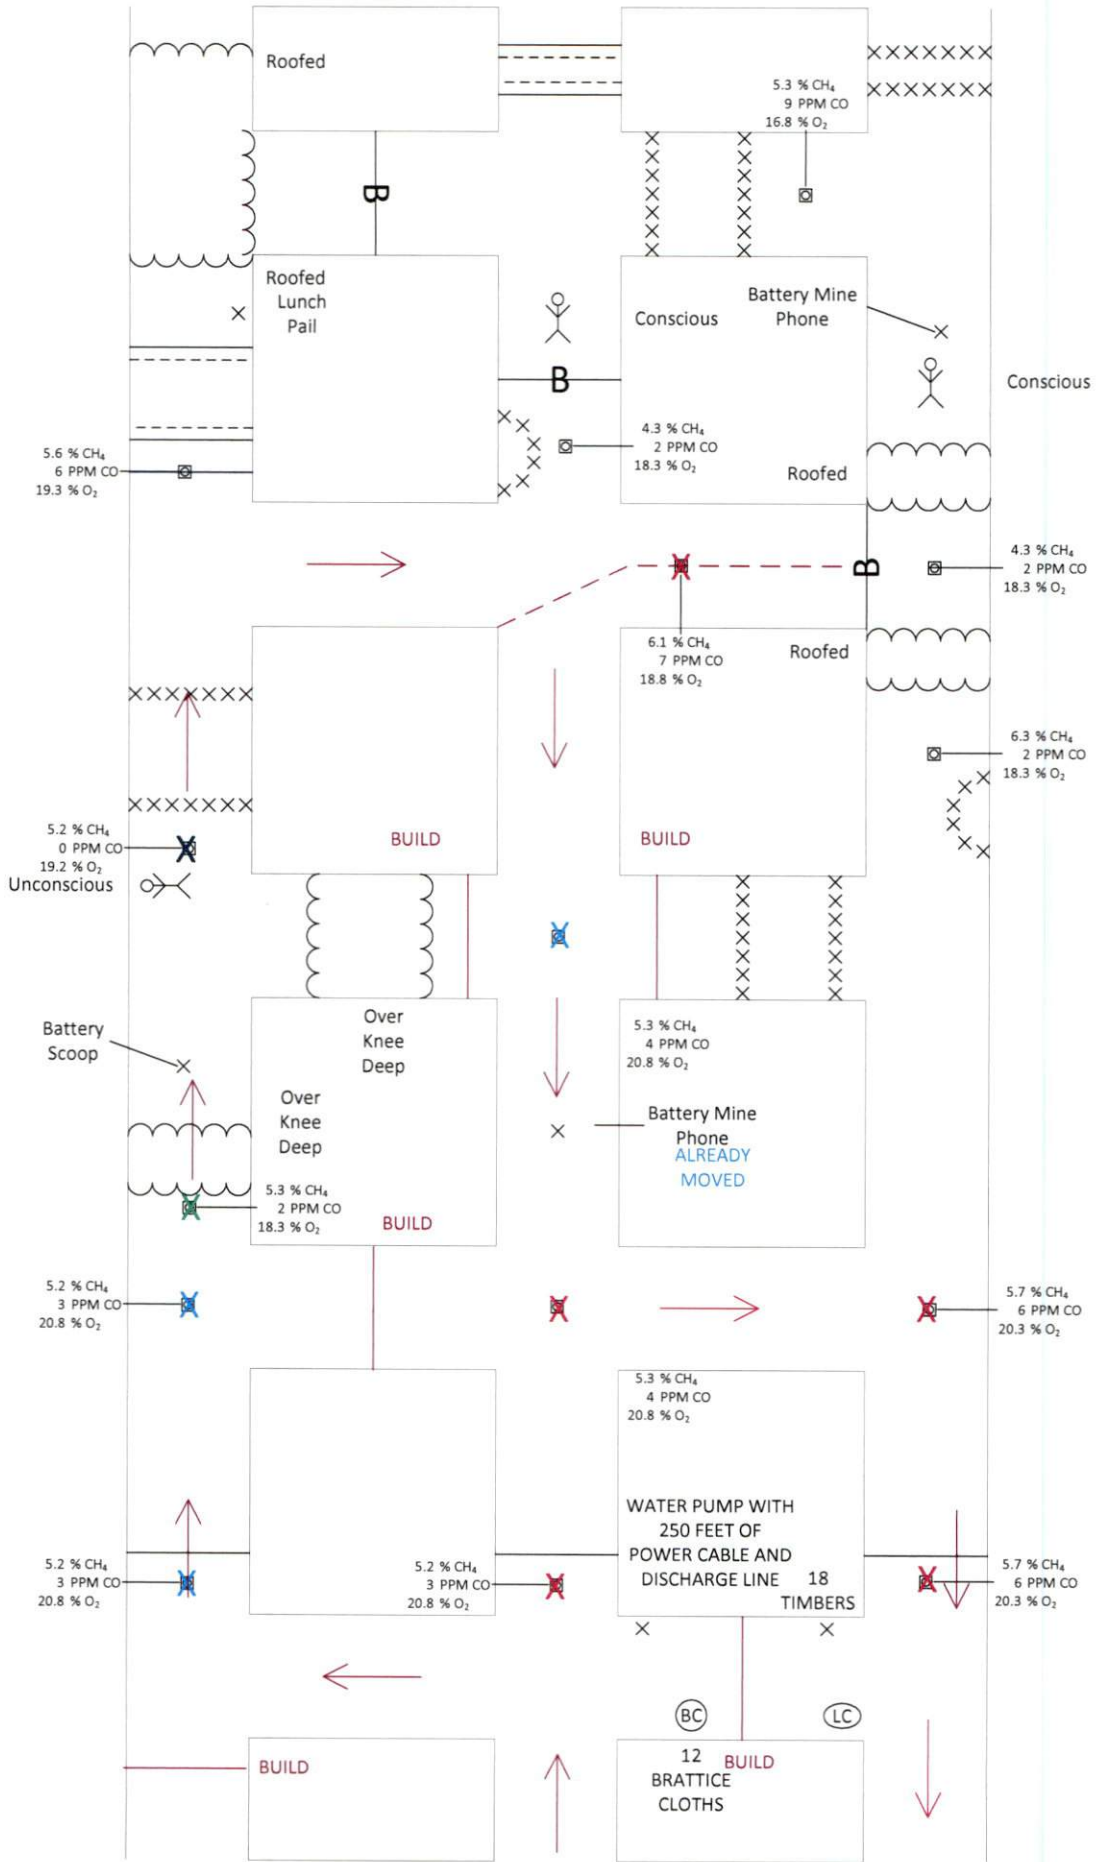 Roofed
5.3 % CH₄
9 PPM CO
16.8 % O₂
B
Roofed
Lunch
Pail
Conscious
Battery Mine
Phone
Conscious
B
4.3 % CH₄
2 PPM CO
18.3 % O₂
5.6 % CH₄
6 PPM CO
19.3 % O₂
Roofed
B
4.3 % CH₄
2 PPM CO
18.3 % O₂
6.1 % CH₄
7 PPM CO
18.8 % O₂
Roofed
6.3 % CH₄
2 PPM CO
18.3 % O₂
5.2 % CH₄
0 PPM CO
19.2 % O₂
BUILD
BUILD
Unconscious
Battery
Scoop
Over
Knee
Deep
Over
Knee
Deep
5.3 % CH₄
4 PPM CO
20.8 % O₂
Battery Mine
Phone
ALREADY
MOVED
5.3 % CH₄
2 PPM CO
18.3 % O₂
BUILD
5.2 % CH₄
3 PPM CO
20.8 % O₂
5.7 % CH₄
6 PPM CO
20.3 % O₂
5.3 % CH₄
4 PPM CO
20.8 % O₂
WATER PUMP WITH
250 FEET OF
POWER CABLE AND
DISCHARGE LINE
18
TIMBERS
5.2 % CH₄
3 PPM CO
20.8 % O₂
5.2 % CH₄
3 PPM CO
20.8 % O₂
5.7 % CH₄
6 PPM CO
20.3 % O₂
BC
LC
BUILD
12
BRATTICE
CLOTHS
BUILD